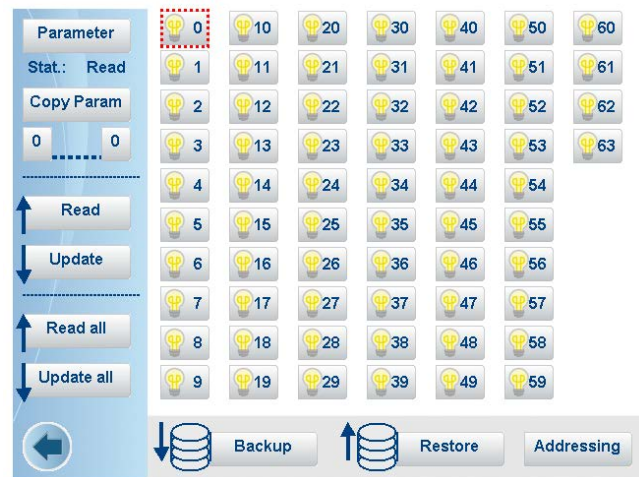 Parameter
Stat.: Read
Copy Param
0 0
Read
Update
Read all
Update all
0 10 20 30 40 50 60
1 11 21 31 41 51 61
2 12 22 32 42 52 62
3 13 23 33 43 53 63
4 14 24 34 44 54
5 15 25 35 45 55
6 16 26 36 46 56
7 17 27 37 47 57
8 18 28 38 48 58
9 19 29 39 49 59
Backup Restore Addressing